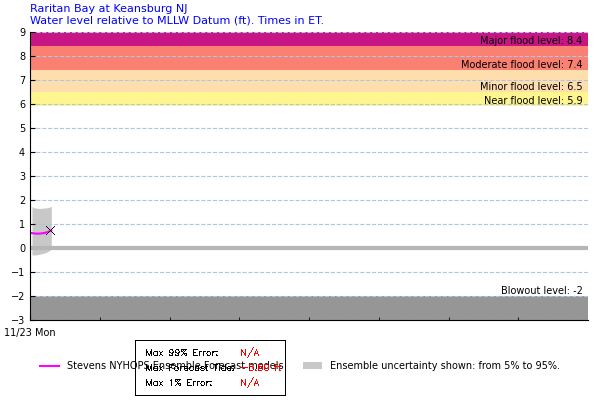 Raritan Bay at Keansburg NJ
Water level relative to MLLW Datum (ft). Times in ET.
9
Major flood level: 8.4
8
Moderate flood level: 7.4
7
Minor flood level: 6.5
6
Near flood level: 5.9
5
4
3
2
1
0
−1
Blowout level: -2
−2
−3
11/23 Mon
Max 99% Error: N/A
Stevens NYHOPS Ensemble Forecast models
Max Forecast Tide:
Ensemble uncertainty shown: from 5% to 95%.
Max 1% Error: N/A